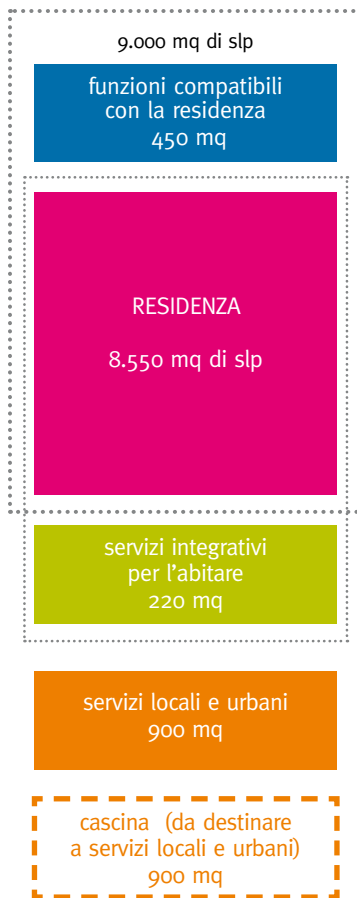 9.000 mq di slp
funzioni compatibili
con la residenza
450 mq
RESIDENZA
8.550 mq di slp
servizi integrativi
per l’abitare
220 mq
servizi locali e urbani
900 mq
cascina (da destinare
a servizi locali e urbani)
900 mq